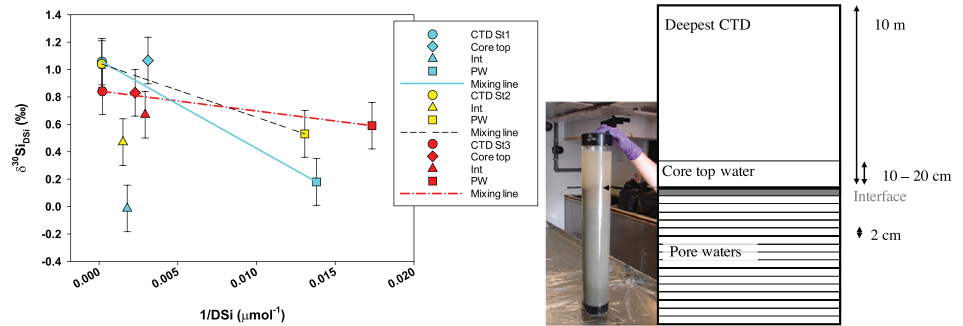 1.4
1.2
1.0
0.8
0.6
0.4
0.2
0.0
-0.2
-0.4
δ³⁰Si_DSi (‰)
0.000
0.005
0.010
0.015
0.020
1/DSi (μmol⁻¹)
CTD St1
Core top
Int
PW
Mixing line
CTD St2
Int
PW
Mixing line
CTD St3
Core top
Int
PW
Mixing line
Deepest CTD
10 m
Core top water
10 – 20 cm
Interface
2 cm
Pore waters